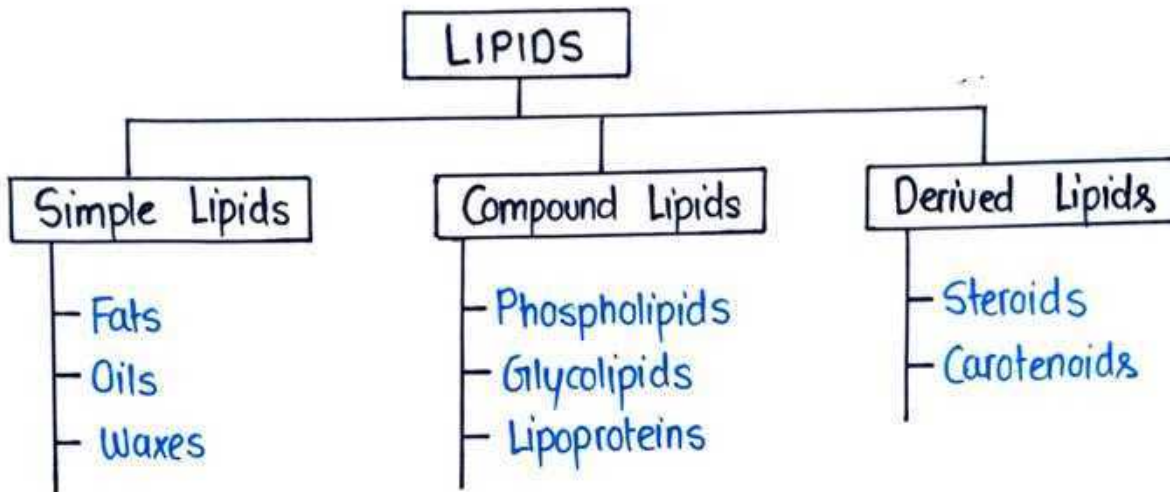 LIPIDS
Simple Lipids
Fats
Oils
Waxes
Compound Lipids
Phospholipids
Glycolipids
Lipoproteins
Derived Lipids
Steroids
Carotenoids